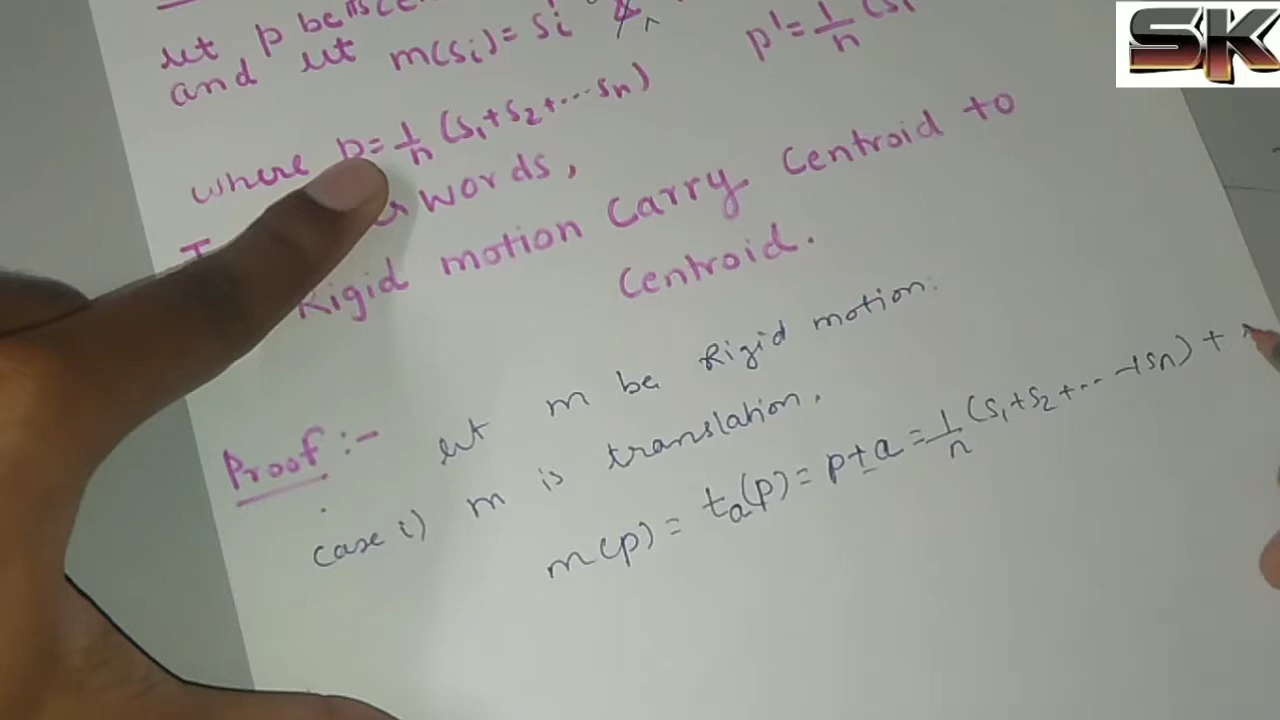 SK
let p be
and let m(si) = si p' = 1/n (s1
where p = 1/n (s1 + s2 + ... sn)
words,
Rigid motion carry Centroid to
Centroid.
Proof :- let m be Rigid motion.
case i) m is translation.
m(p) = ta(p) = p + a = 1/n (s1 + s2 + ... + sn) +